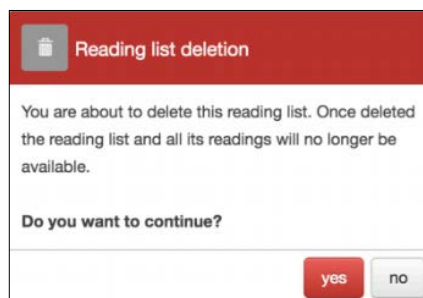 Reading list deletion
You are about to delete this reading list. Once deleted
the reading list and all its readings will no longer be
available.
Do you want to continue?
yes no